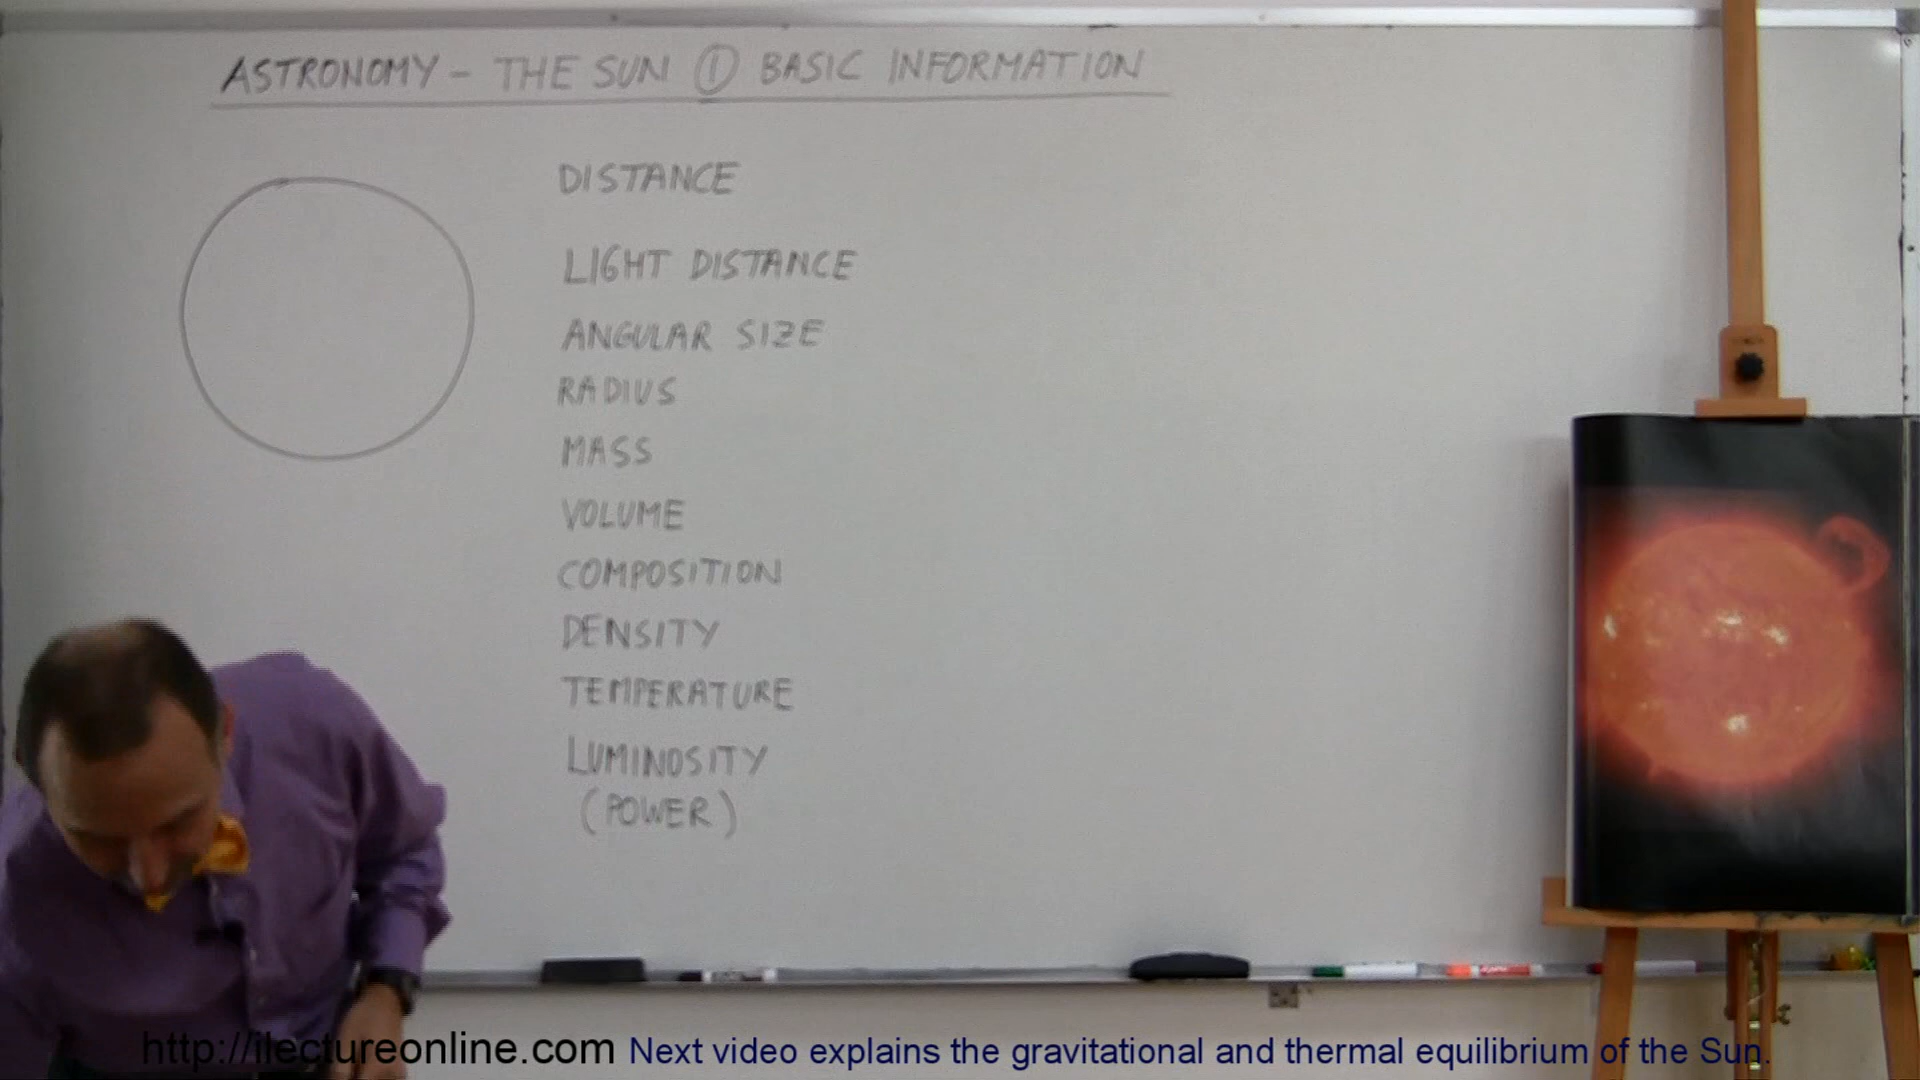 ASTRONOMY - THE SUN ① BASIC INFORMATION
DISTANCE
LIGHT DISTANCE
ANGULAR SIZE
RADIUS
MASS
VOLUME
COMPOSITION
DENSITY
TEMPERATURE
LUMINOSITY
(POWER)
http://ilectureonline.com Next video explains the gravitational and thermal equilibrium of the Sun.